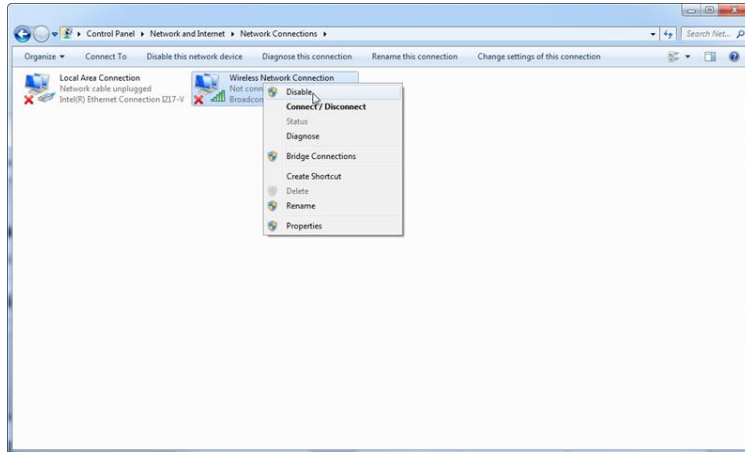 Control Panel ▸ Network and Internet ▸ Network Connections ▸
Search Net...
Organize Connect To Disable this network device Diagnose this connection Rename this connection Change settings of this connection
Local Area Connection
Network cable unplugged
Intel(R) Ethernet Connection I217-V
Wireless Network Connection
Not conn
Broadcon
Disable
Connect / Disconnect
Status
Diagnose
Bridge Connections
Create Shortcut
Delete
Rename
Properties